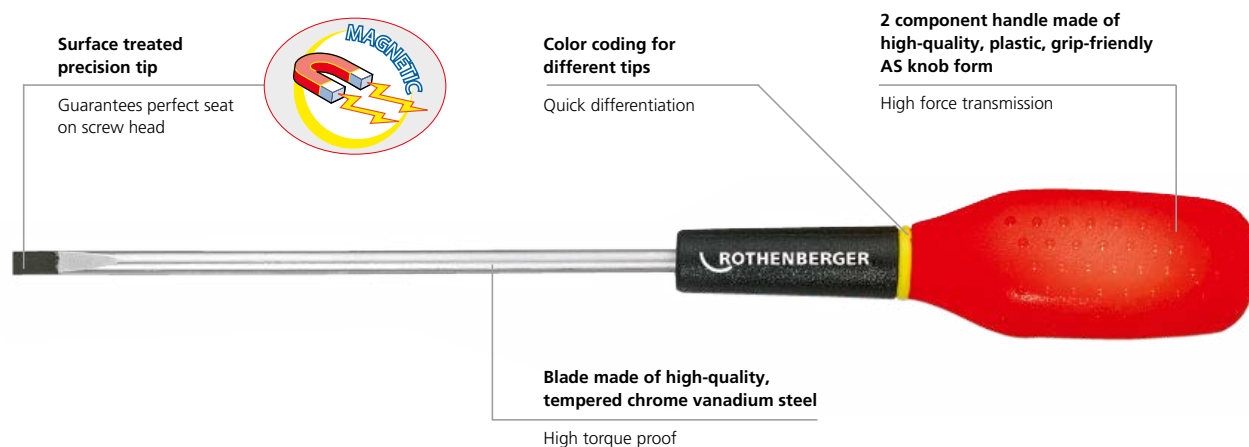 Surface treated
precision tip
Guarantees perfect seat
on screw head
MAGNETIC
Color coding for
different tips
Quick differentiation
2 component handle made of
high-quality, plastic, grip-friendly
AS knob form
High force transmission
ROTHENBERGER
Blade made of high-quality,
tempered chrome vanadium steel
High torque proof